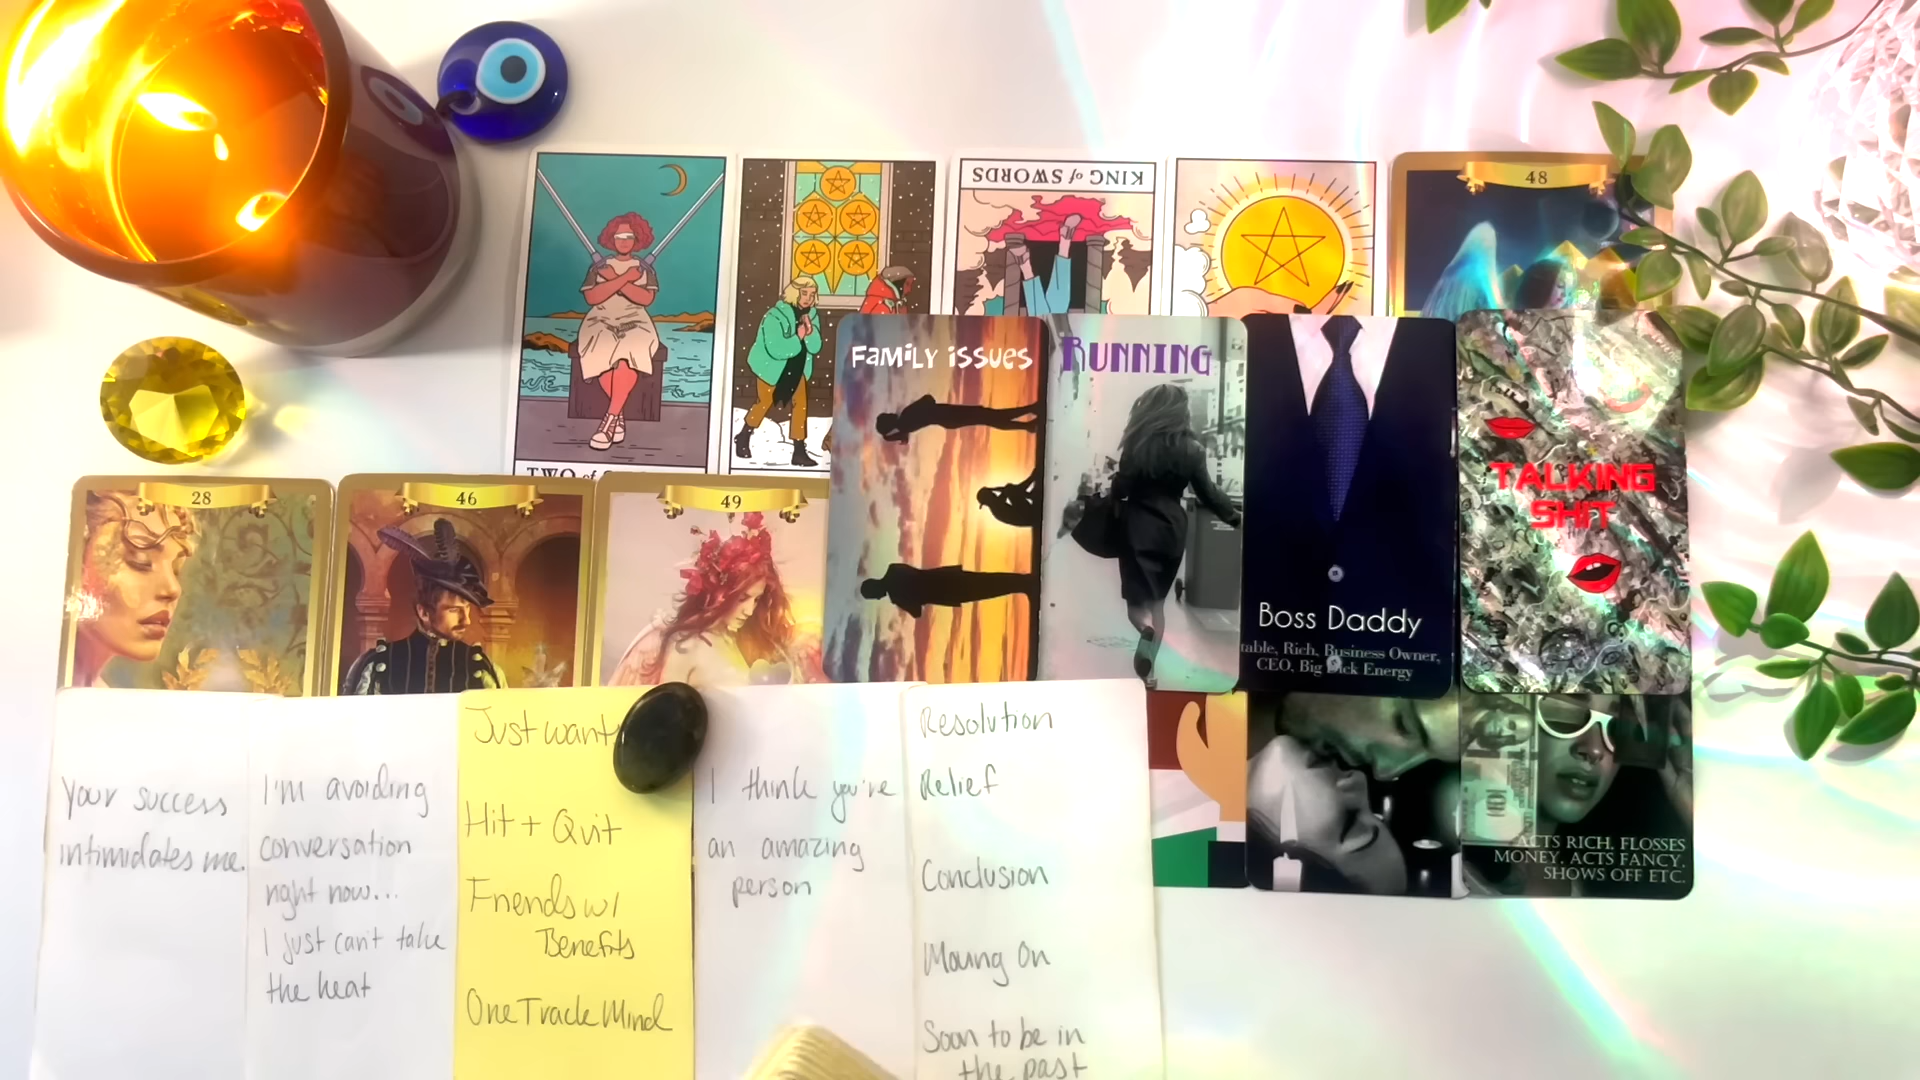 KING of SWORDS
48
FAMILY ISSUES
RUNNING
TALKING
SHIT
TWO of
28
46
49
Boss Daddy
Rich, Business Owner,
CEO, Big Dick Energy
Your success
intimidates me.
I'm avoiding
conversation
right now...
I just can't take
the heat
Just want
Hit + Quit
Friends w/
Benefits
One Track Mind
I think you're
an amazing
person
Resolution
Relief
Conclusion
Moving On
Soon to be in
the past
ACTS RICH, FLOSSES
MONEY, ACTS FANCY,
SHOWS OFF ETC.